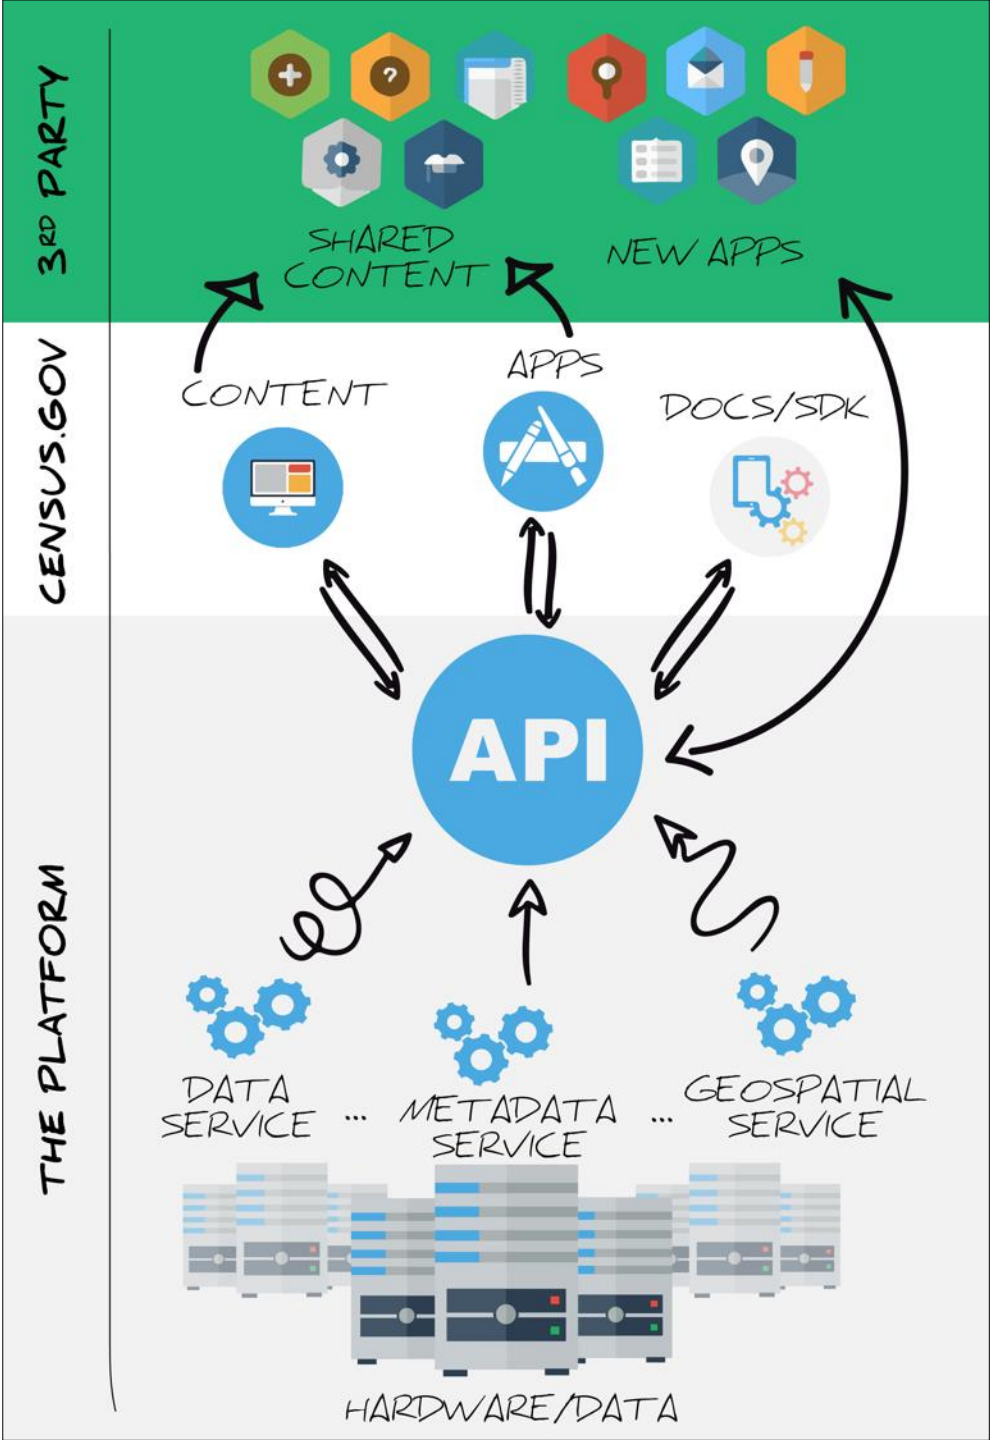 3RD PARTY
SHARED
CONTENT
NEW APPS
CENSUS.GOV
CONTENT
APPS
DOCS/SDK
THE PLATFORM
API
DATA
SERVICE
...
METADATA
SERVICE
...
GEOSPATIAL
SERVICE
HARDWARE/DATA